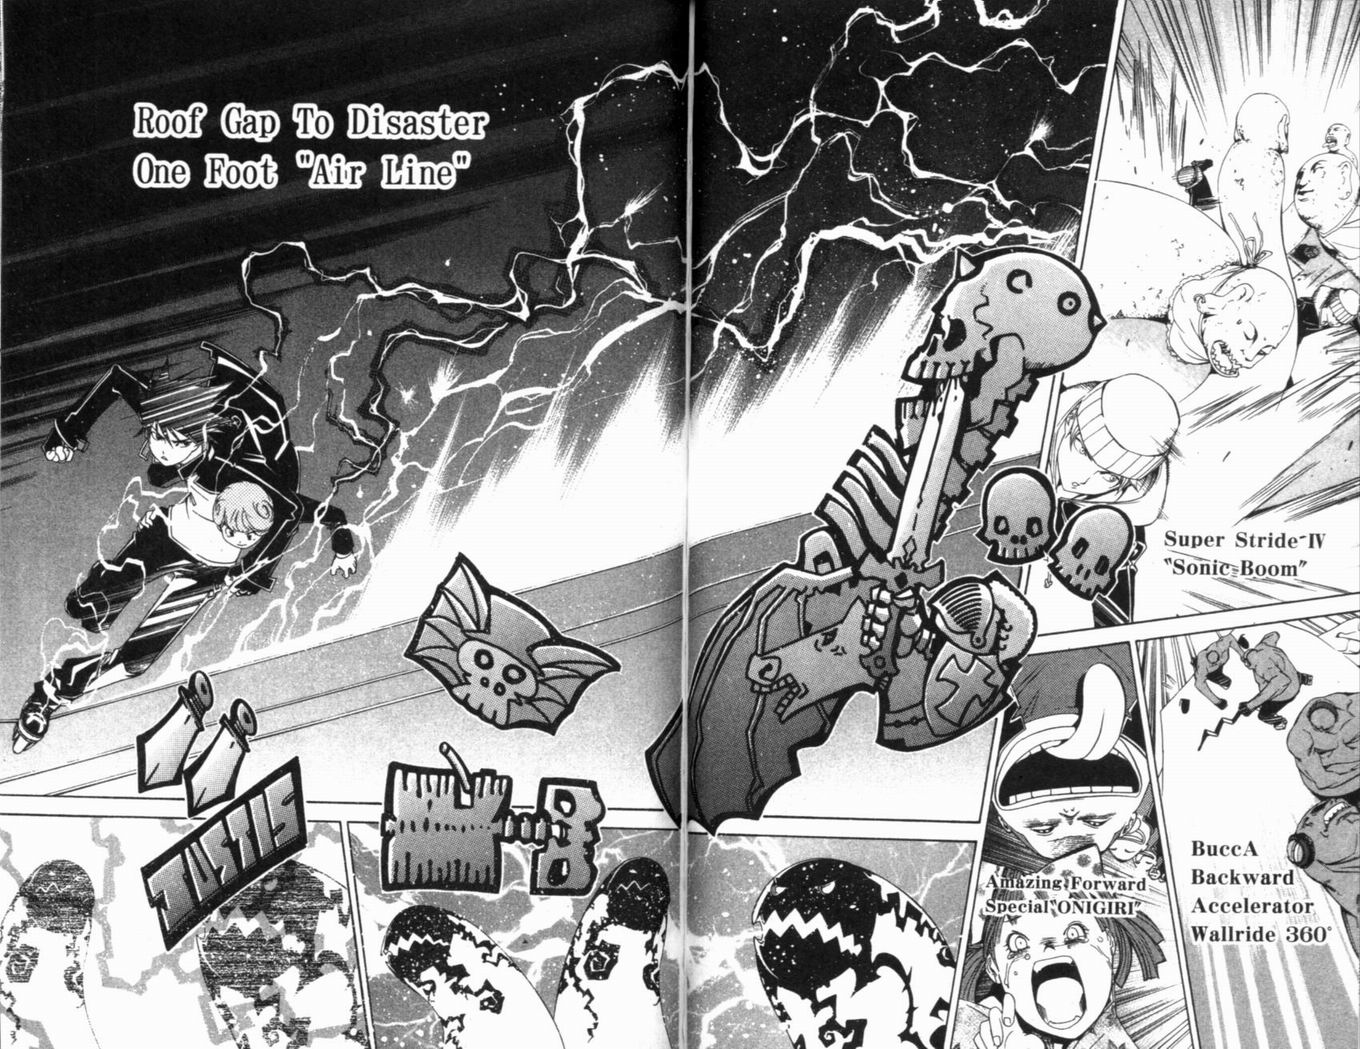 Roof Gap To Disaster
One Foot "Air Line"
Super Stride-IV
"Sonic Boom"
JUSTIS
Amazing Forward
Special "ONIGIRI"
BuccA
Backward
Accelerator
Wallride 360°